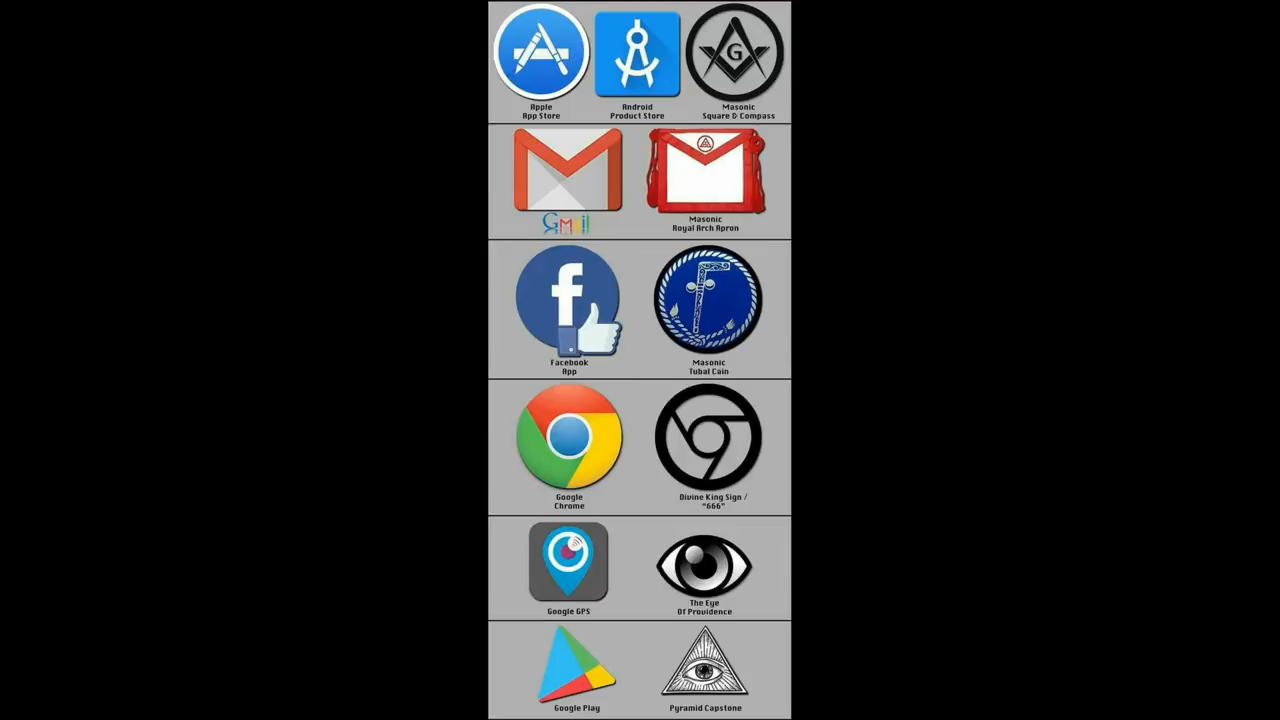 G
Apple
App Store
Android
Product Store
Masonic
Square & Compass
Gmail
Masonic
Royal Arch Apron
f
Facebook
App
Masonic
Tubal Cain
Google
Chrome
Divine King Sign /
"666"
Google GPS
The Eye
Of Providence
Google Play
Pyramid Capstone